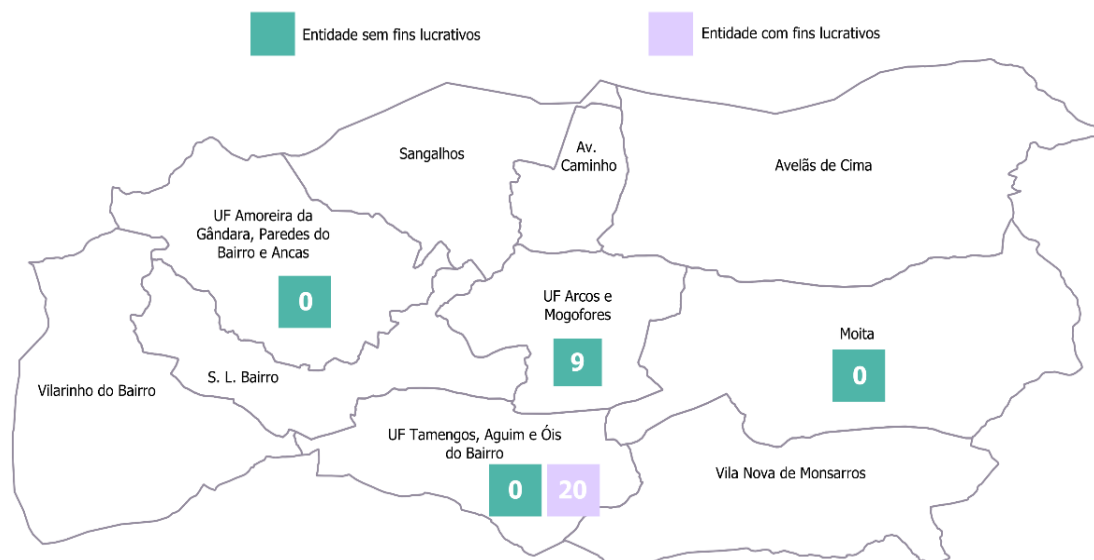 Entidade sem fins lucrativos
Entidade com fins lucrativos
Sangalhos
Av.
Caminho
Avelãs de Cima
UF Amoreira da
Gândara, Paredes do
Bairro e Ancas
0
UF Arcos e
Mogofores
9
Moita
0
Vilarinho do Bairro
S. L. Bairro
UF Tamengos, Aguim e Óis
do Bairro
0
20
Vila Nova de Monsarros